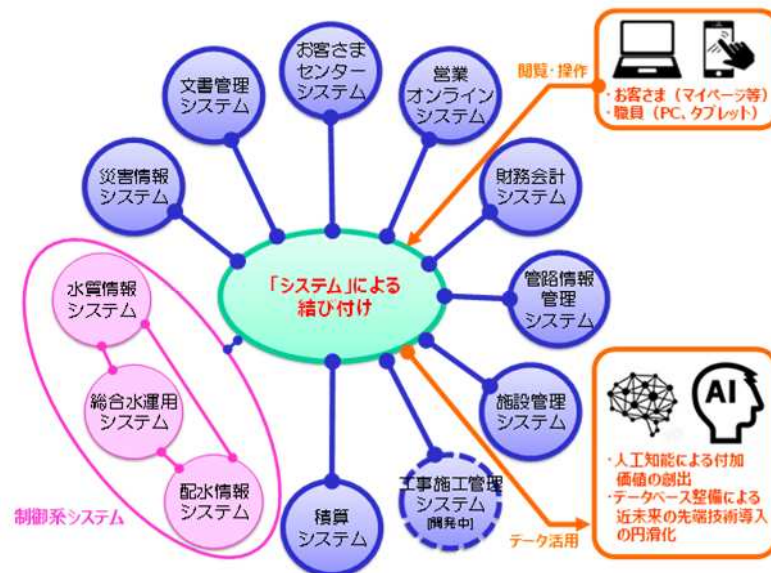 お客さま
センター
システム
営業
オンライン
システム
文書管理
システム
災害情報
システム
財務会計
システム
管路情報
管理
システム
施設管理
システム
工事施工管理
システム
[開発中]
積算
システム
「システム」による
結び付け
水質情報
システム
総合水運用
システム
配水情報
システム
制御系システム
閲覧・操作
・お客さま（マイページ等）
・職員（PC、タブレット）
データ活用
AI
・人工知能による付加
価値の創出
・データベース整備による
近未来の先端技術導入
の円滑化